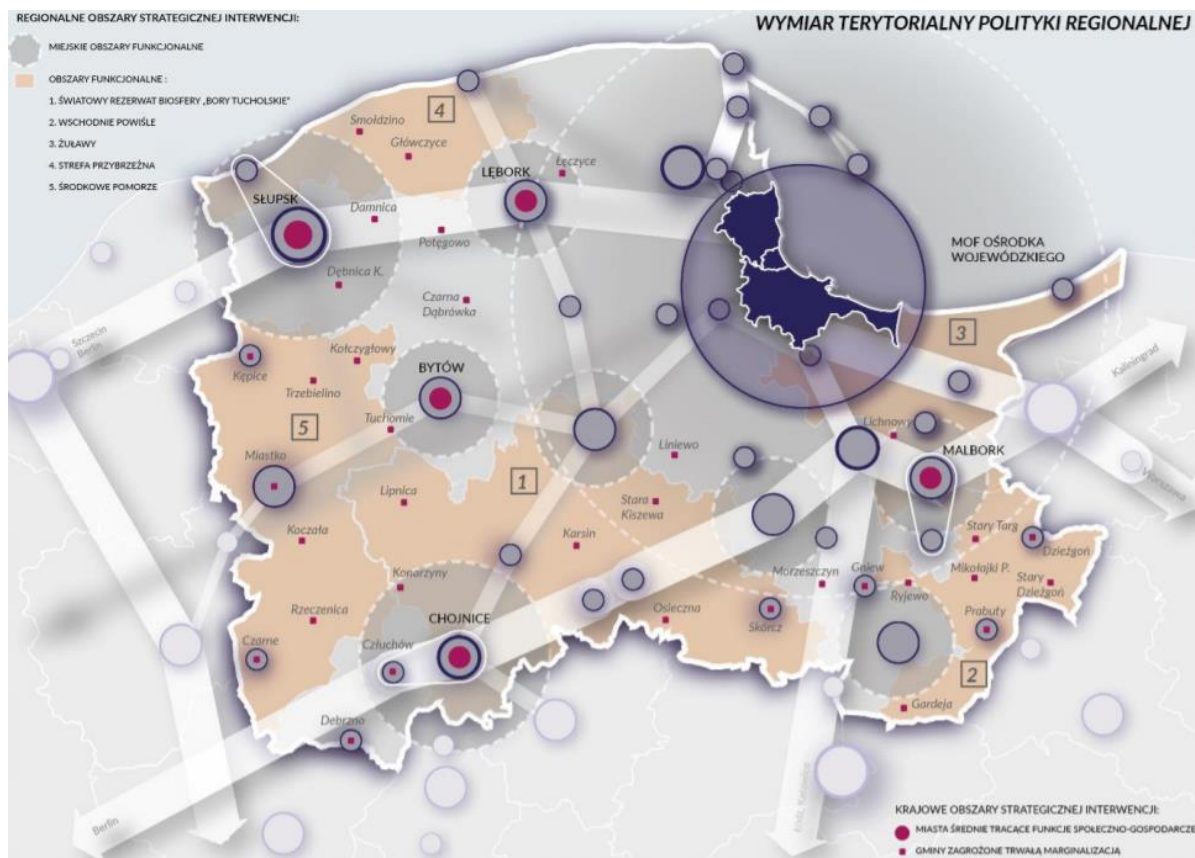 REGIONALNE OBSZARY STRATEGICZNEJ INTERWENCJI:
WYMIAR TERYTORIALNY POLITYKI REGIONALNEJ
MIEJSKIE OBSZARY FUNKCJONALNE
OBSZARY FUNKCJONALNE :
1. ŚWIATOWY REZERWAT BIOSFERY „BORY TUCHOLSKIE"
2. WSCHODNIE POWIŚLE
3. ŻUŁAWY
4. STREFA PRZYBRZEŻNA
5. ŚRODKOWE POMORZE
4
Smołdzino
Główczyce
LĘBORK
Łęczyce
SŁUPSK
Damnica
Potęgowo
MOF OŚRODKA
WOJEWÓDZKIEGO
Dębnica K.
Czarna
Dąbrówka
Szczecin
Berlin
3
Kaliningrad
Kołczygłowy
Kępice
Trzebielino
BYTÓW
Tuchomie
5
Lichnowy
MALBORK
Liniewo
Miastko
1
Warszawa
Lipnica
Stara
Kiszewa
Koczała
Karsin
Stary Targ
Dzierzgoń
Konarzyny
Morzeszczyn
Gniew
Mikołajki P.
Ryjewo
Stary
Dzierzgoń
Rzeczenica
CHOJNICE
Osieczna
Skórcz
Prabuty
Czarne
Człuchów
2
Gardeja
Debrzno
Berlin
KRAJOWE OBSZARY STRATEGICZNEJ INTERWENCJI:
MIASTA ŚREDNIE TRACĄCE FUNKCJE SPOŁECZNO-GOSPODARCZE
GMINY ZAGROŻONE TRWAŁĄ MARGINALIZACJĄ